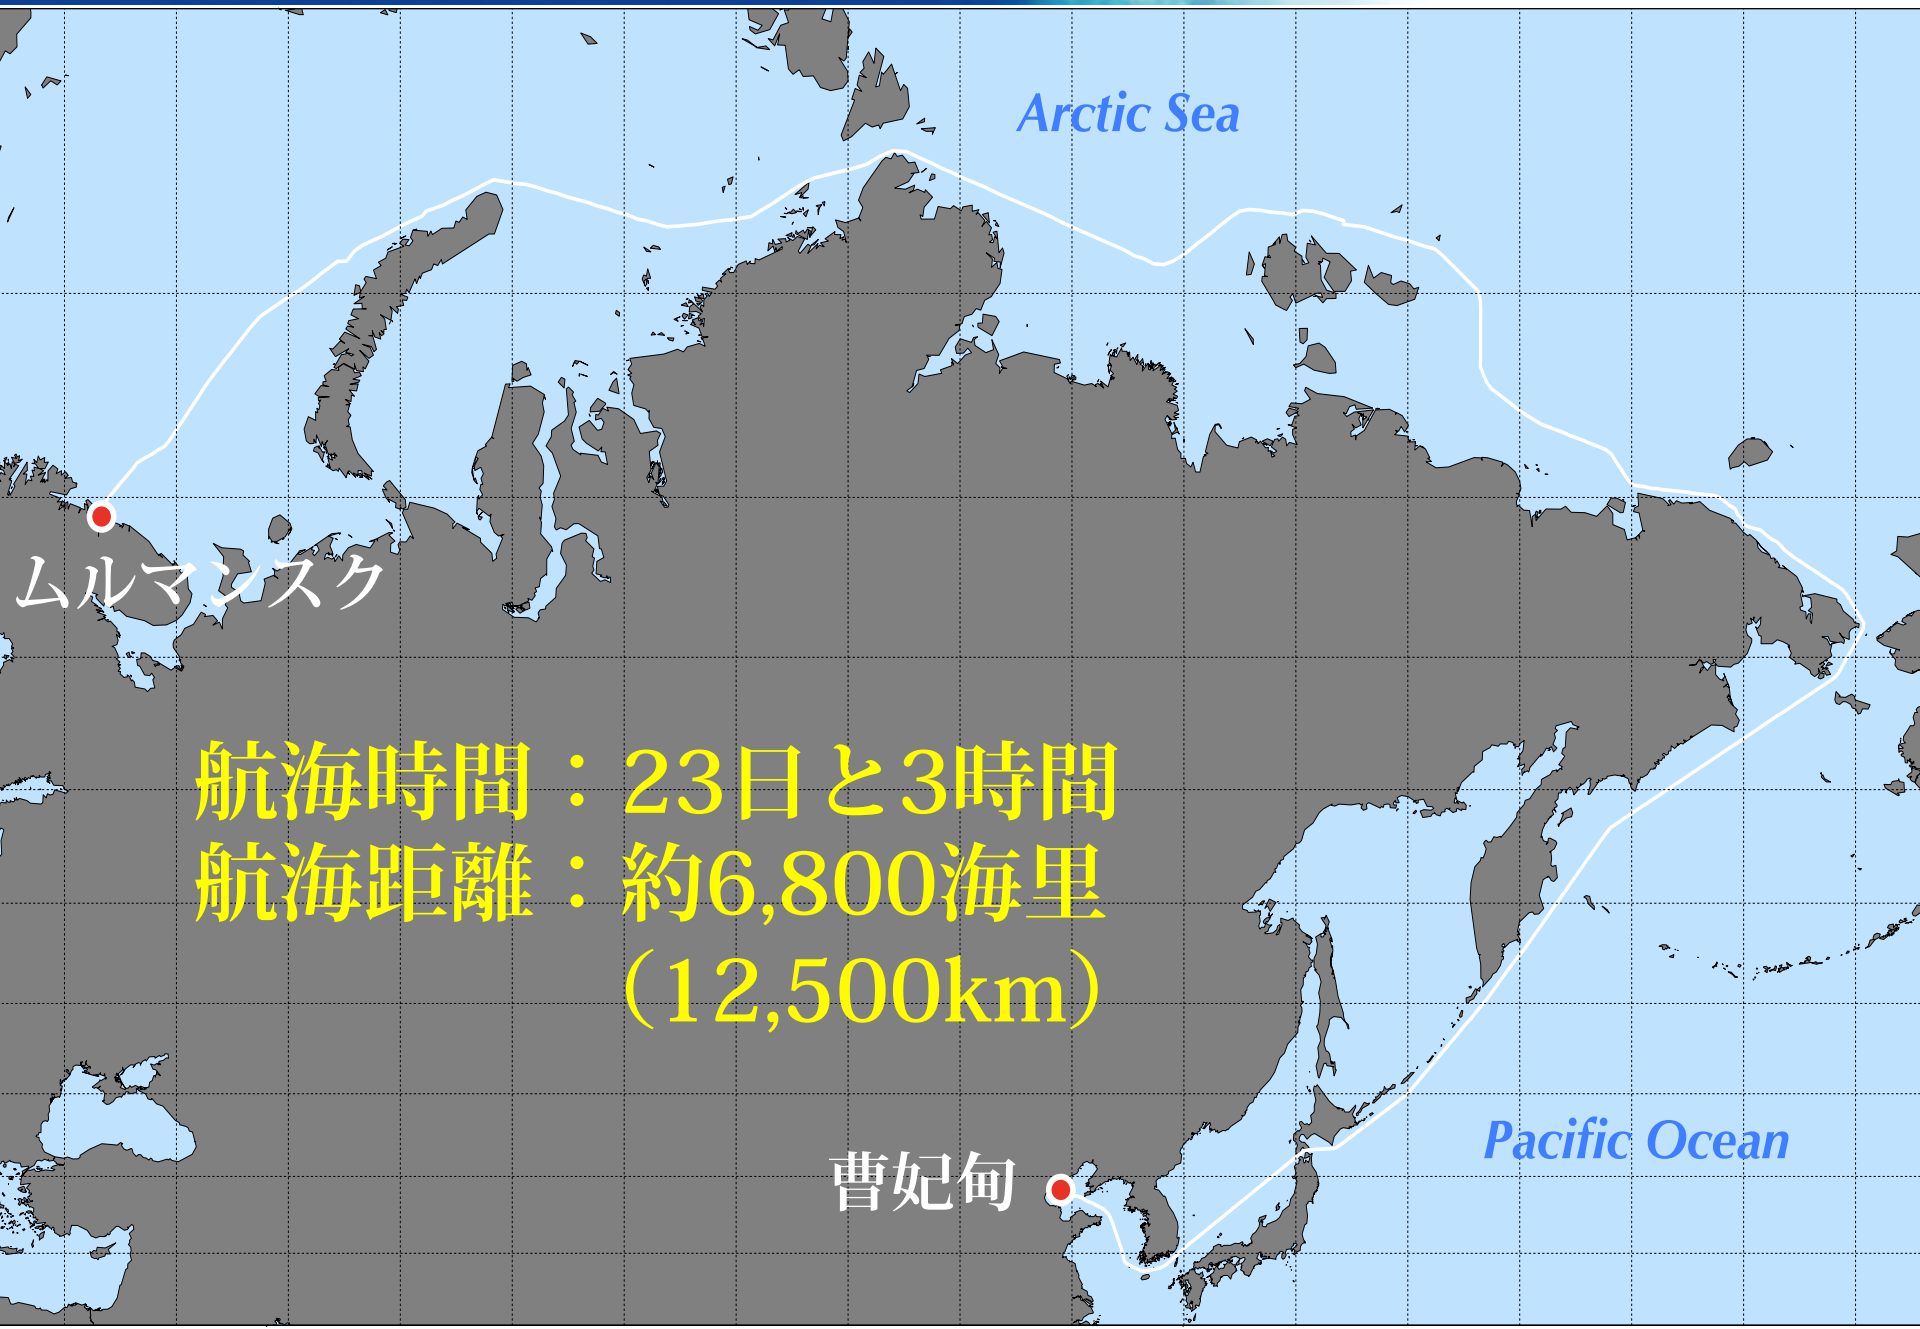 Arctic Sea
ムルマンスク
航海時間：23日と3時間
航海距離：約6,800海里
（12,500km）
Pacific Ocean
曹妃甸